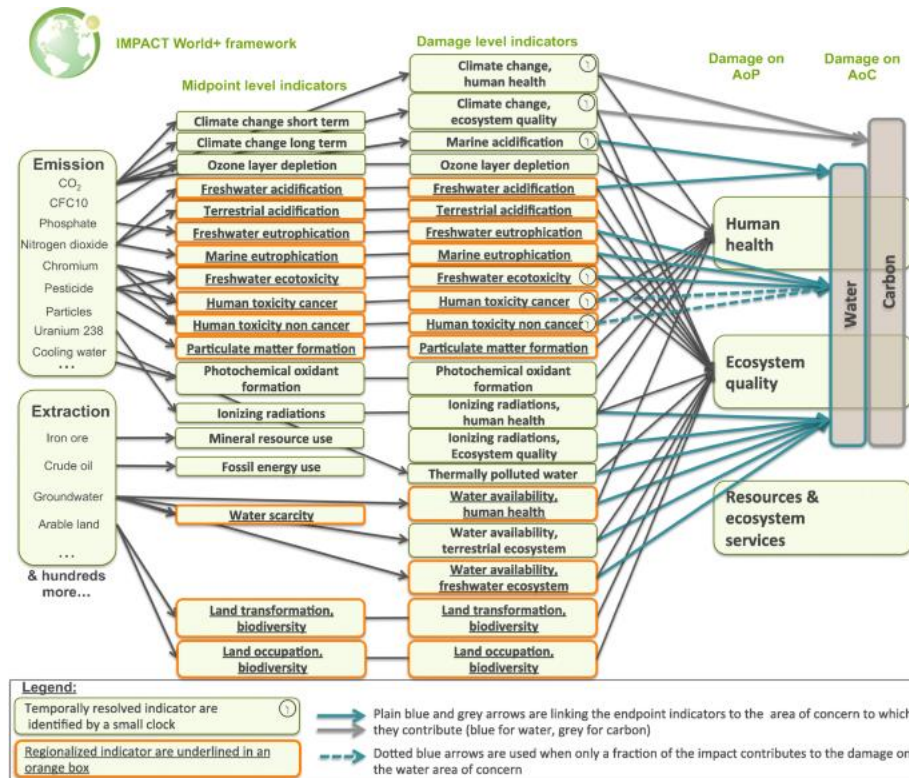 IMPACT World+ framework
Midpoint level indicators
Damage level indicators
Damage on
AoP
Damage on
AoC
Emission
CO₂
CFC10
Phosphate
Nitrogen dioxide
Chromium
Pesticide
Particles
Uranium 238
Cooling water
...
Extraction
Iron ore
Crude oil
Groundwater
Arable land
...
& hundreds
more...
Climate change short term
Climate change long term
Ozone layer depletion
Freshwater acidification
Terrestrial acidification
Freshwater eutrophication
Marine eutrophication
Freshwater ecotoxicity
Human toxicity cancer
Human toxicity non cancer
Particulate matter formation
Photochemical oxidant
formation
Ionizing radiations
Mineral resource use
Fossil energy use
Water scarcity
Land transformation,
biodiversity
Land occupation,
biodiversity
Climate change,
human health
Climate change,
ecosystem quality
Marine acidification
Ozone layer depletion
Freshwater acidification
Terrestrial acidification
Freshwater eutrophication
Marine eutrophication
Freshwater ecotoxicity
Human toxicity cancer
Human toxicity non cancer
Particulate matter formation
Photochemical oxidant
formation
Ionizing radiations,
human health
Ionizing radiations,
Ecosystem quality
Thermally polluted water
Water availability,
human health
Water availability,
terrestrial ecosystem
Water availability,
freshwater ecosystem
Land transformation,
biodiversity
Land occupation,
biodiversity
Human
health
Ecosystem
quality
Resources &
ecosystem
services
Water
Carbon
Legend:
Temporally resolved indicator are
identified by a small clock
Regionalized indicator are underlined in an
orange box
Plain blue and grey arrows are linking the endpoint indicators to the area of concern to which
they contribute (blue for water, grey for carbon)
Dotted blue arrows are used when only a fraction of the impact contributes to the damage on
the water area of concern